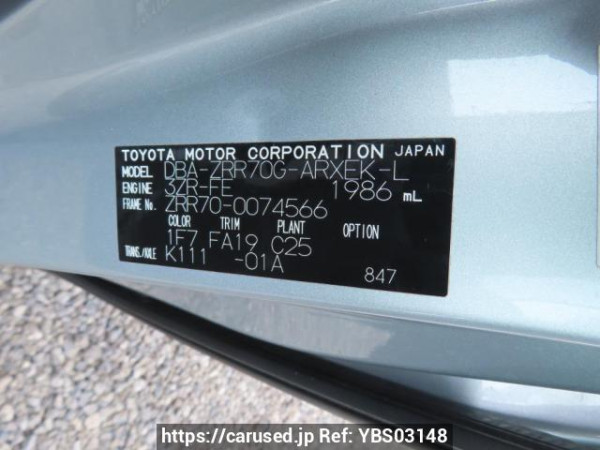 TOYOTA MOTOR CORPORATION JAPAN
MODEL DBA-ZRR70G-ARXEK-L
ENGINE 3ZR-FE 1986 mL
FRAME No. ZRR70-0074566
COLOR TRIM PLANT OPTION
1F7 FA19 C25
TRANS./AXLE K111 -01A
847
https://carused.jp Ref: YBS03148